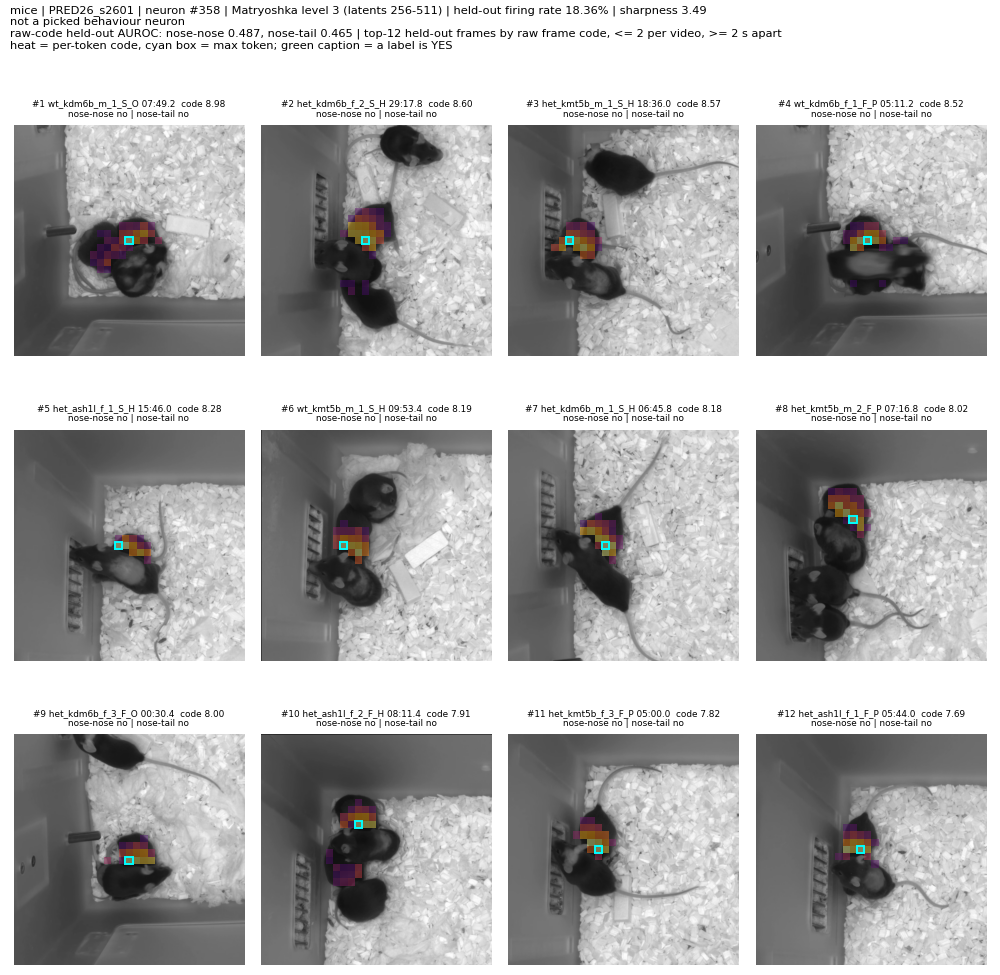 mice | PRED26_s2601 | neuron #358 | Matryoshka level 3 (latents 256-511) | held-out firing rate 18.36% | sharpness 3.49
not a picked behaviour neuron
raw-code held-out AUROC: nose-nose 0.487, nose-tail 0.465 | top-12 held-out frames by raw frame code, <= 2 per video, >= 2 s apart
heat = per-token code, cyan box = max token; green caption = a label is YES
#1 wt_kdm6b_m_1_S_O 07:49.2 code 8.98
nose-nose no | nose-tail no
#2 het_kdm6b_f_2_S_H 29:17.8 code 8.60
nose-nose no | nose-tail no
#3 het_kmt5b_m_1_S_H 18:36.0 code 8.57
nose-nose no | nose-tail no
#4 wt_kdm6b_f_1_F_P 05:11.2 code 8.52
nose-nose no | nose-tail no
#5 het_ash1l_f_1_S_H 15:46.0 code 8.28
nose-nose no | nose-tail no
#6 wt_kmt5b_m_1_S_H 09:53.4 code 8.19
nose-nose no | nose-tail no
#7 het_kdm6b_m_1_S_H 06:45.8 code 8.18
nose-nose no | nose-tail no
#8 het_kmt5b_m_2_F_P 07:16.8 code 8.02
nose-nose no | nose-tail no
#9 het_kdm6b_f_3_F_O 00:30.4 code 8.00
nose-nose no | nose-tail no
#10 het_ash1l_f_2_F_H 08:11.4 code 7.91
nose-nose no | nose-tail no
#11 het_kmt5b_f_3_F_P 05:00.0 code 7.82
nose-nose no | nose-tail no
#12 het_ash1l_f_1_F_P 05:44.0 code 7.69
nose-nose no | nose-tail no